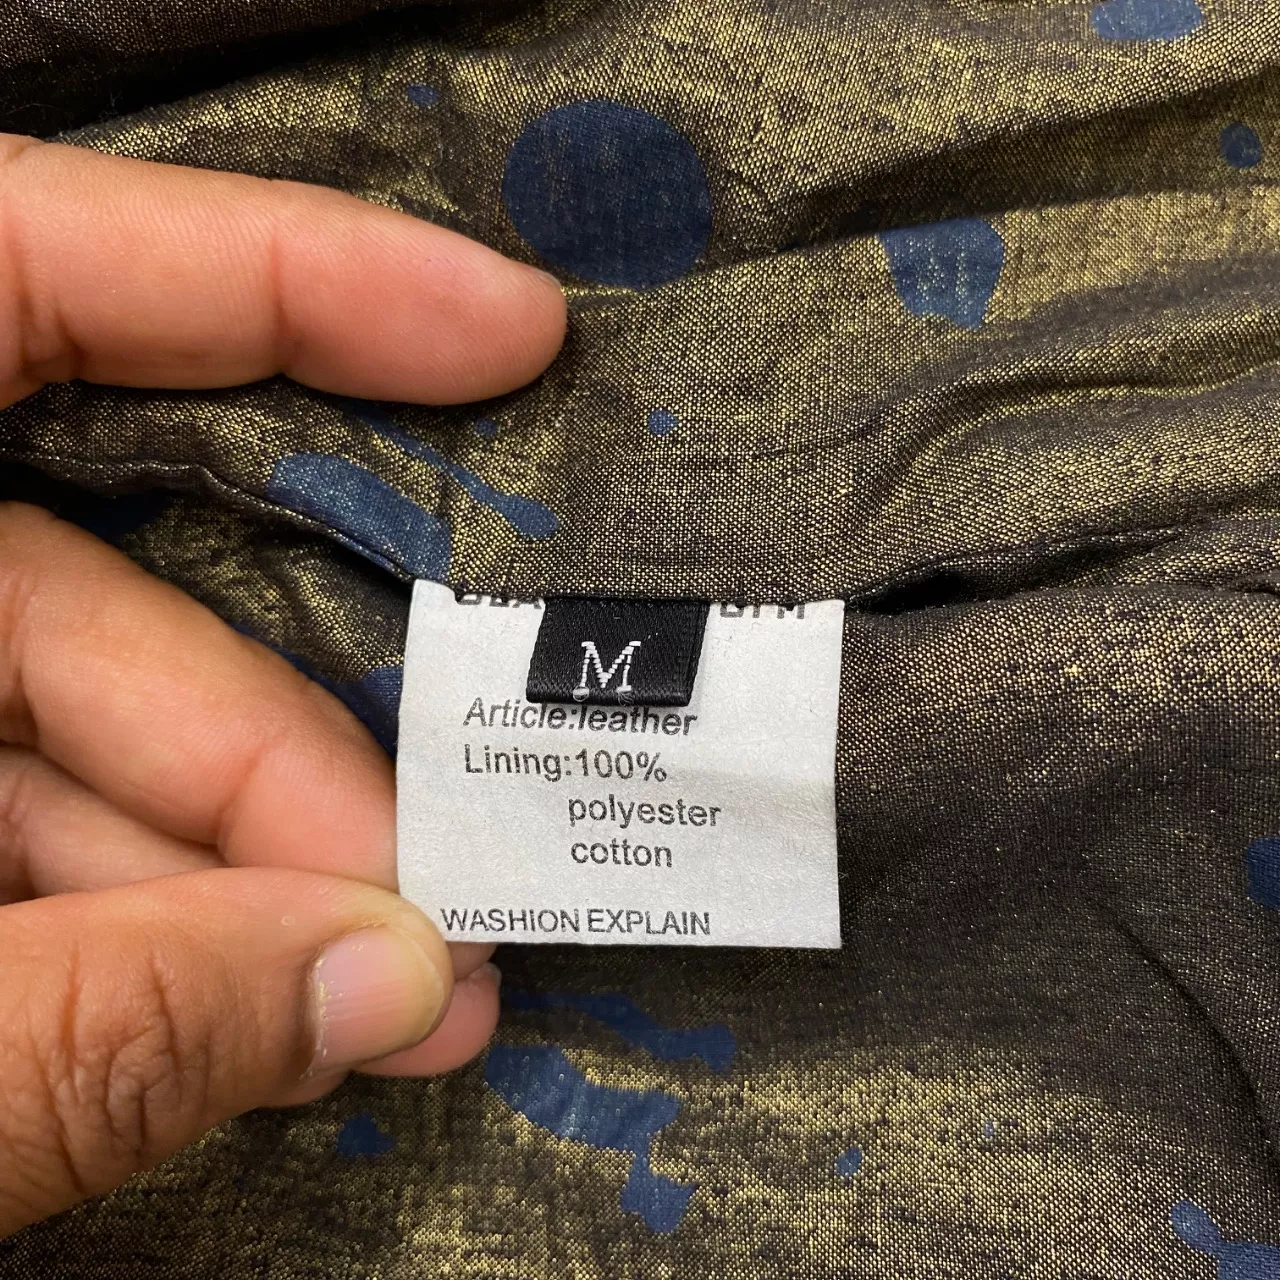 M
Article:leather
Lining:100%
polyester
cotton
WASHION EXPLAIN